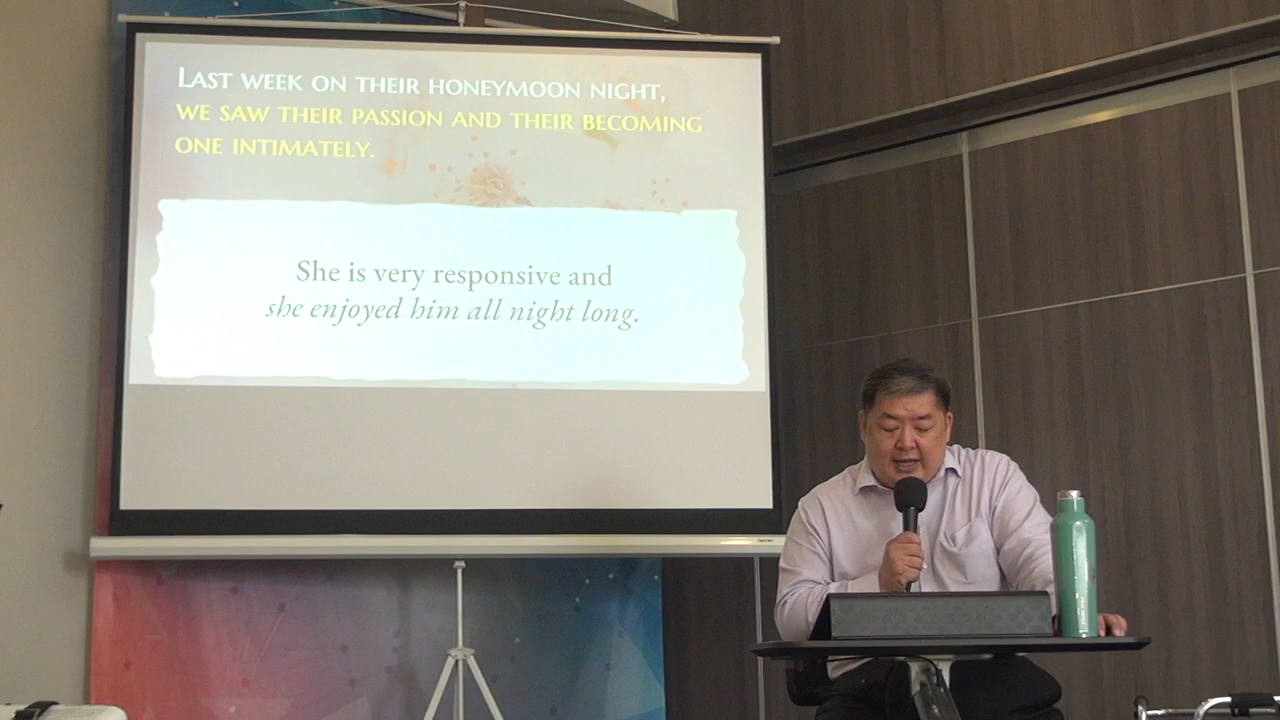 Last week on their honeymoon night,
we saw their passion and their becoming
one intimately.
She is very responsive and
she enjoyed him all night long.